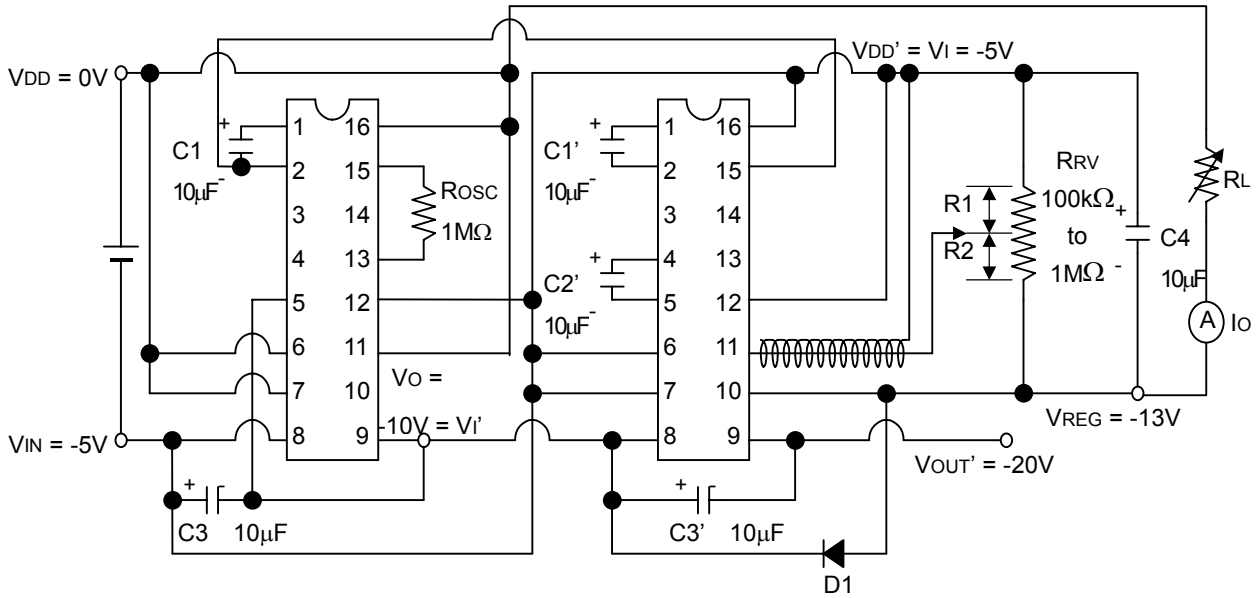 VDD = 0V
VDD' = VI = -5V
1 16
2 15
3 14
4 13
5 12
6 11
7 10
8 9
+
C1
10µF-
ROSC
1MΩ
VO =
-10V = VI'
VIN = -5V
+
C3 10µF
1 16
2 15
3 14
4 13
5 12
6 11
7 10
8 9
+
C1'
10µF-
+
C2'
10µF-
+
C3' 10µF
D1
R1
R2
RRV
100kΩ
to
1MΩ
+
-
C4
10µF
RL
A
IO
VREG = -13V
VOUT' = -20V